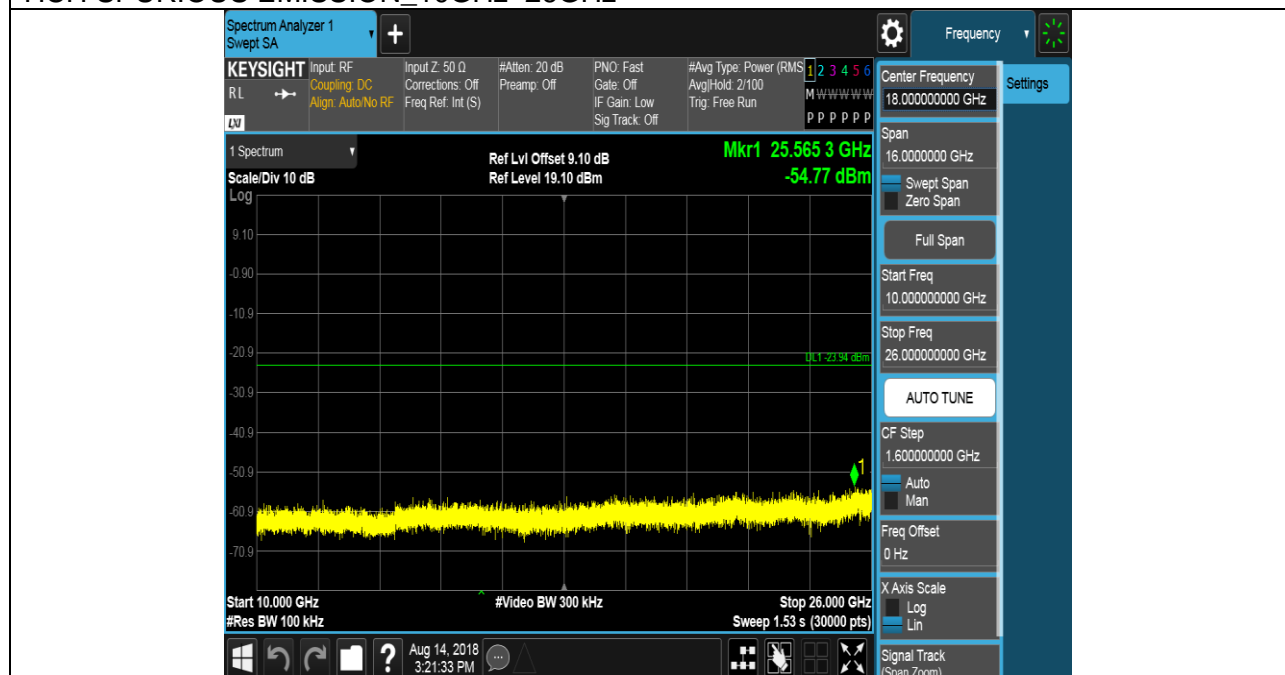 Spectrum Analyzer 1
Swept SA
Frequency
KEYSIGHT
RL
LXI
Input: RF
Coupling: DC
Align: Auto/No RF
Input Z: 50 Ω
Corrections: Off
Freq Ref: Int (S)
#Atten: 20 dB
Preamp: Off
PNO: Fast
Gate: Off
IF Gain: Low
Sig Track: Off
#Avg Type: Power (RMS
Avg|Hold: 2/100
Trig: Free Run
1 2 3 4 5 6
M W W W W W
P P P P P P
1 Spectrum
Scale/Div 10 dB
Log
Ref Lvl Offset 9.10 dB
Ref Level 19.10 dBm
Mkr1 25.565 3 GHz
-54.77 dBm
9.10
-0.90
-10.9
-20.9
DL1 -23.94 dBm
-30.9
-40.9
-50.9
1
-60.9
-70.9
Start 10.000 GHz
#Res BW 100 kHz
#Video BW 300 kHz
Stop 26.000 GHz
Sweep 1.53 s (30000 pts)
?
Aug 14, 2018
3:21:33 PM
Center Frequency
18.000000000 GHz
Span
16.0000000 GHz
Swept Span
Zero Span
Full Span
Start Freq
10.000000000 GHz
Stop Freq
26.000000000 GHz
AUTO TUNE
CF Step
1.600000000 GHz
Auto
Man
Freq Offset
0 Hz
X Axis Scale
Log
Lin
Signal Track
(Span Zoom)
Settings